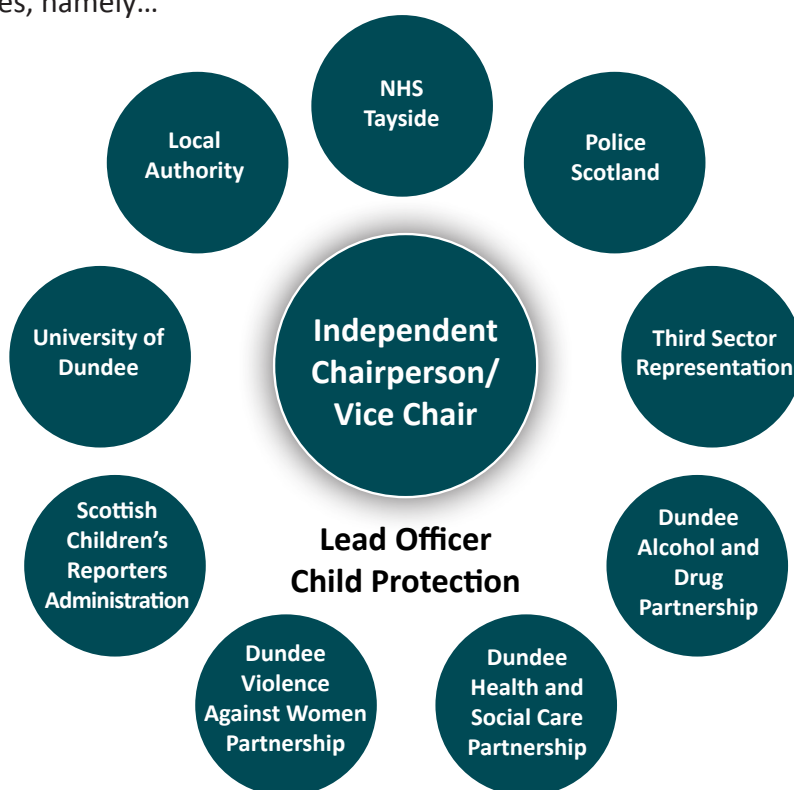 es, namely…
NHS
Tayside
Local
Authority
Police
Scotland
University of
Dundee
Independent
Chairperson/
Vice Chair
Third Sector
Representation
Scottish
Children's
Reporters
Administration
Lead Officer
Child Protection
Dundee
Alcohol and
Drug
Partnership
Dundee
Violence
Against Women
Partnership
Dundee
Health and
Social Care
Partnership